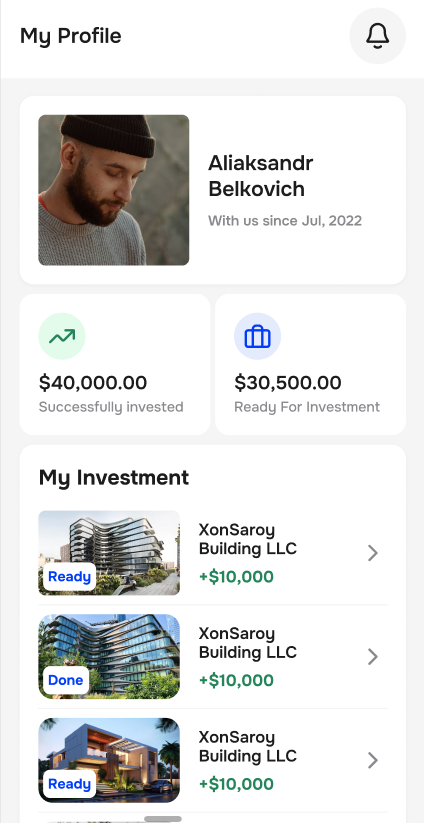 My Profile
Aliaksandr
Belkovich
With us since Jul, 2022
$40,000.00
Successfully invested
$30,500.00
Ready For Investment
My Investment
XonSaroy
Building LLC
+$10,000
Ready
XonSaroy
Building LLC
+$10,000
Done
XonSaroy
Building LLC
+$10,000
Ready